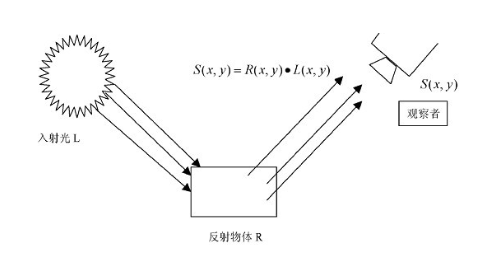 S(x, y) = R(x, y) • L(x, y)
S(x, y)
观察者
入射光 L
反射物体 R